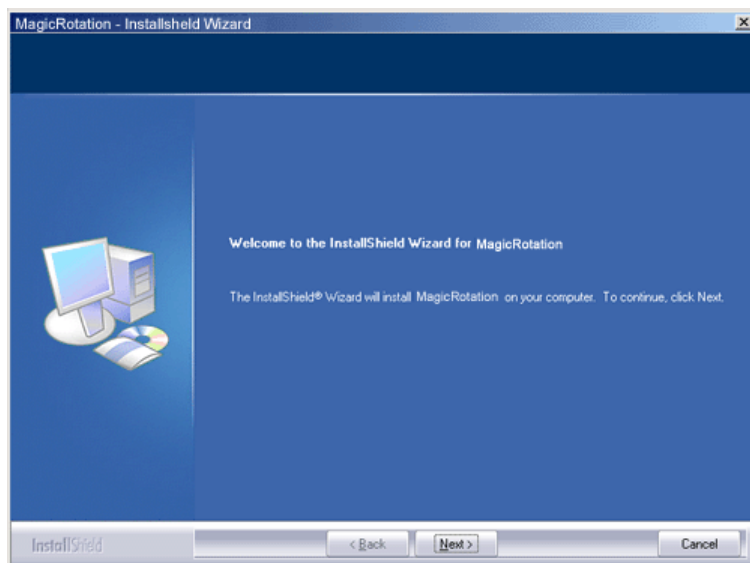 MagicRotation - Installsheld Wizard
Welcome to the InstallShield Wizard for MagicRotation
The InstallShield® Wizard will install MagicRotation on your computer. To continue, click Next.
InstallShield
< Back
Next >
Cancel